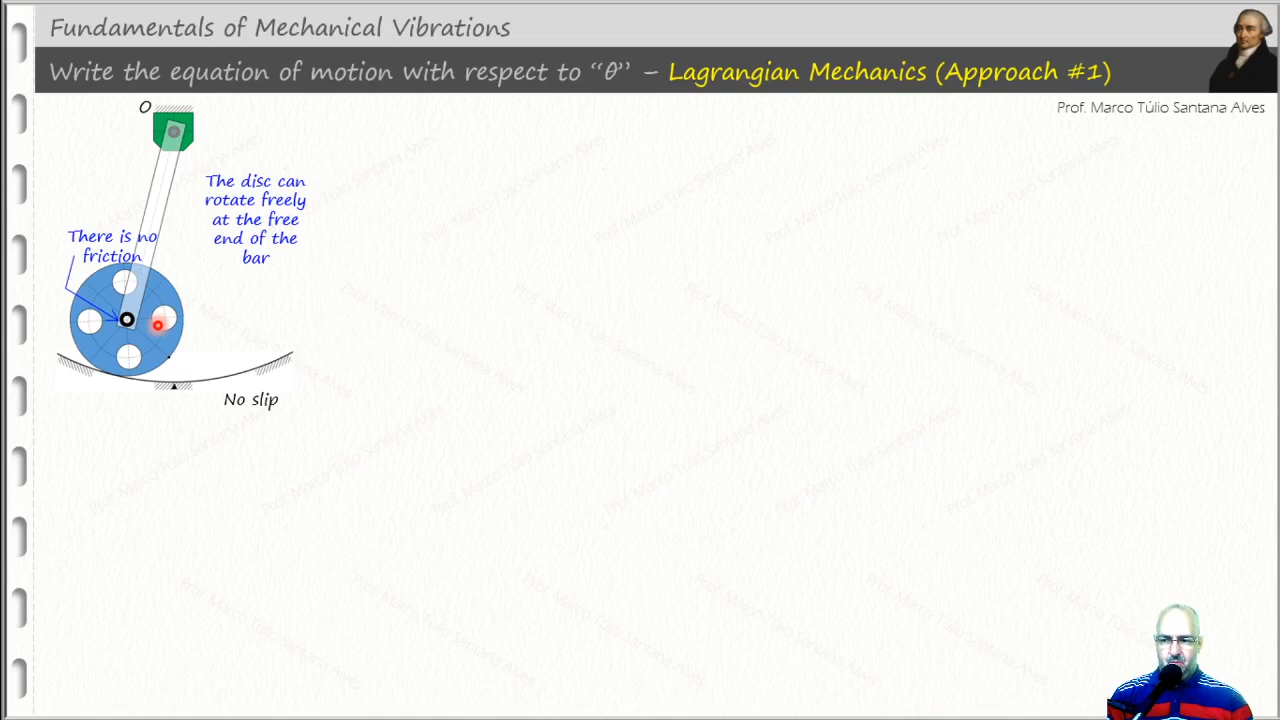 Fundamentals of Mechanical Vibrations
Write the equation of motion with respect to “θ” – Lagrangian Mechanics (Approach #1)
Prof. Marco Túlio Santana Alves
O
The disc can
rotate freely
at the free
end of the
bar
There is no
friction
No slip